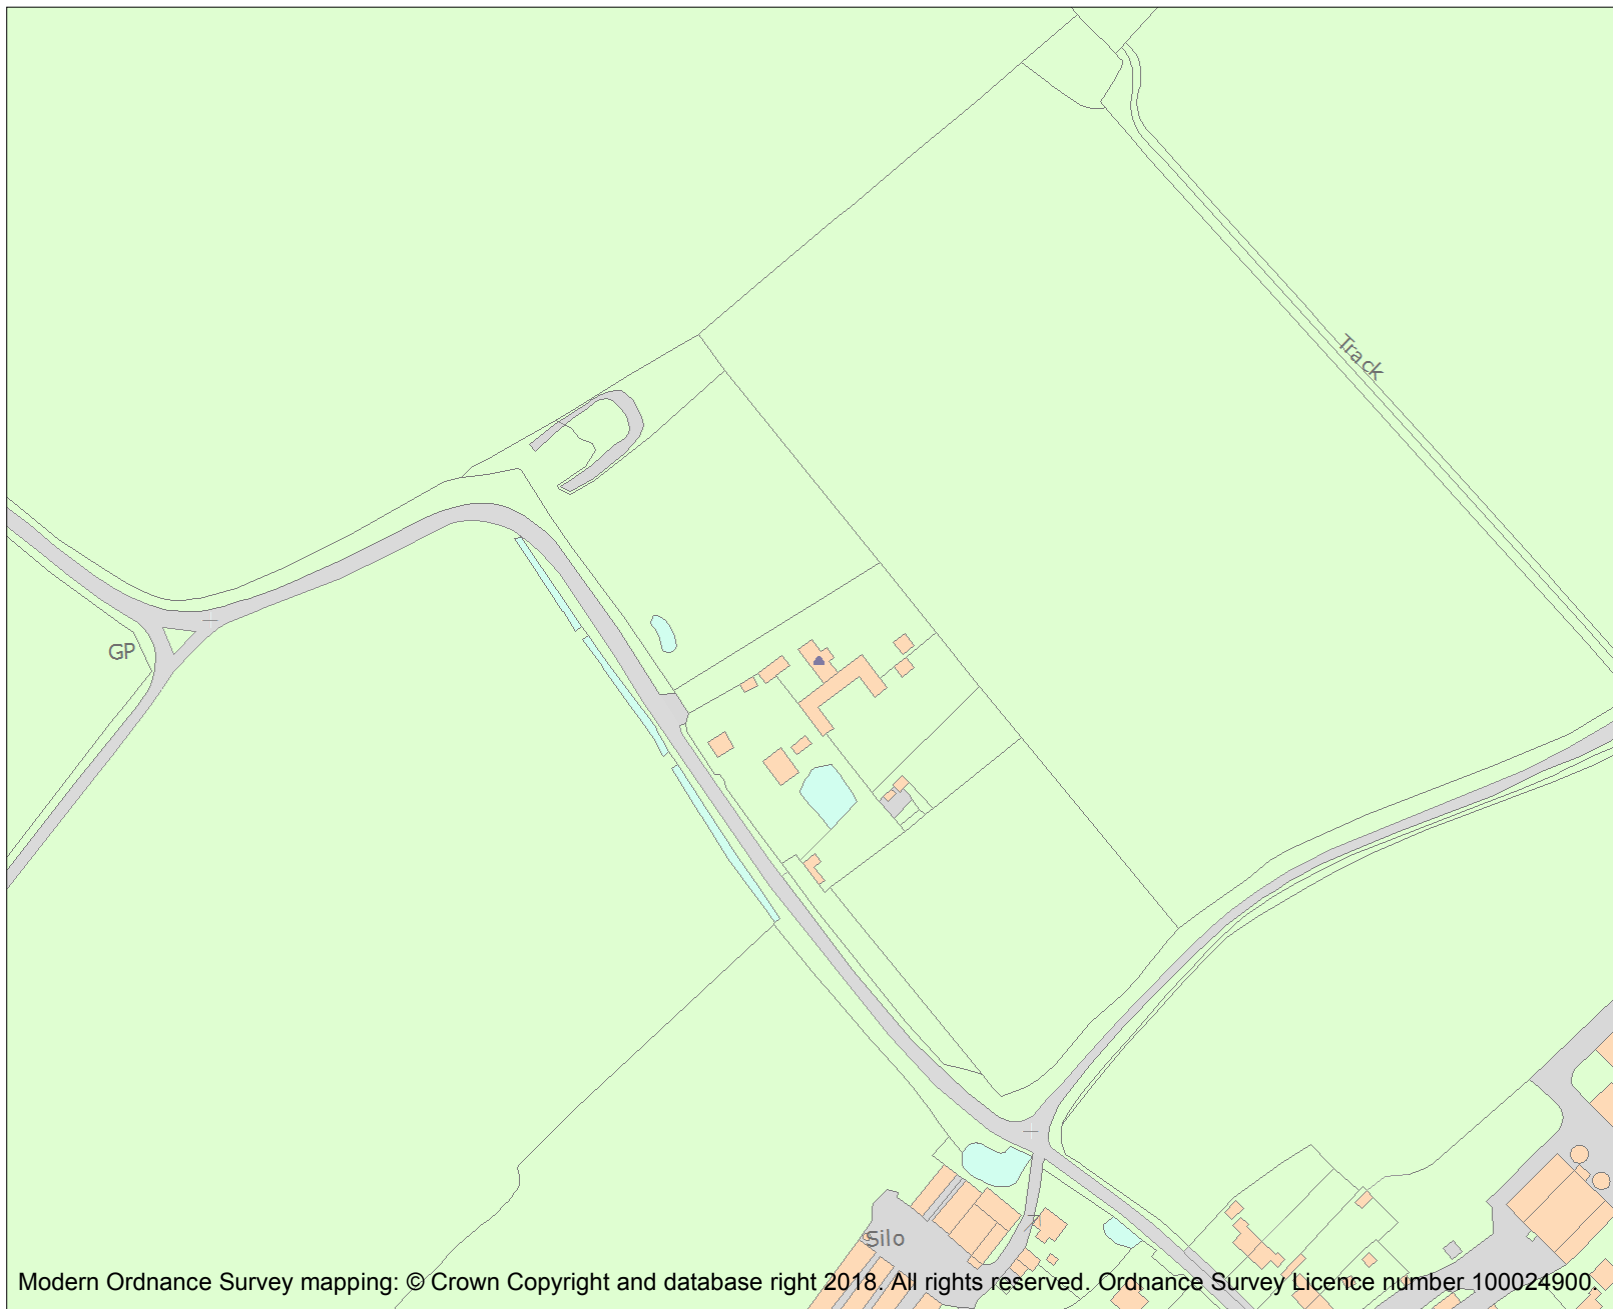 Track
GP
Silo
Modern Ordnance Survey mapping: © Crown Copyright and database right 2018. All rights reserved. Ordnance Survey Licence number 100024900.